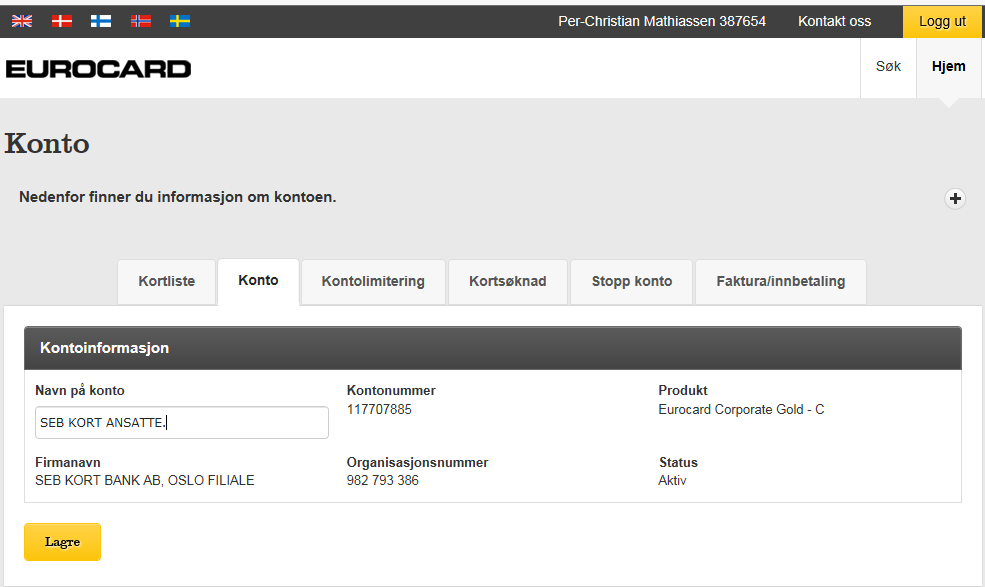 Per-Christian Mathiassen 387654 Kontakt oss Logg ut
EUROCARD Søk Hjem
Konto
Nedenfor finner du informasjon om kontoen.
Kortliste Konto Kontolimitering Kortsøknad Stopp konto Faktura/innbetaling
Kontoinformasjon
Navn på konto Kontonummer Produkt
117707885 Eurocard Corporate Gold - C
SEB KORT ANSATTE.
Firmanavn Organisasjonsnummer Status
SEB KORT BANK AB, OSLO FILIALE 982 793 386 Aktiv
Lagre